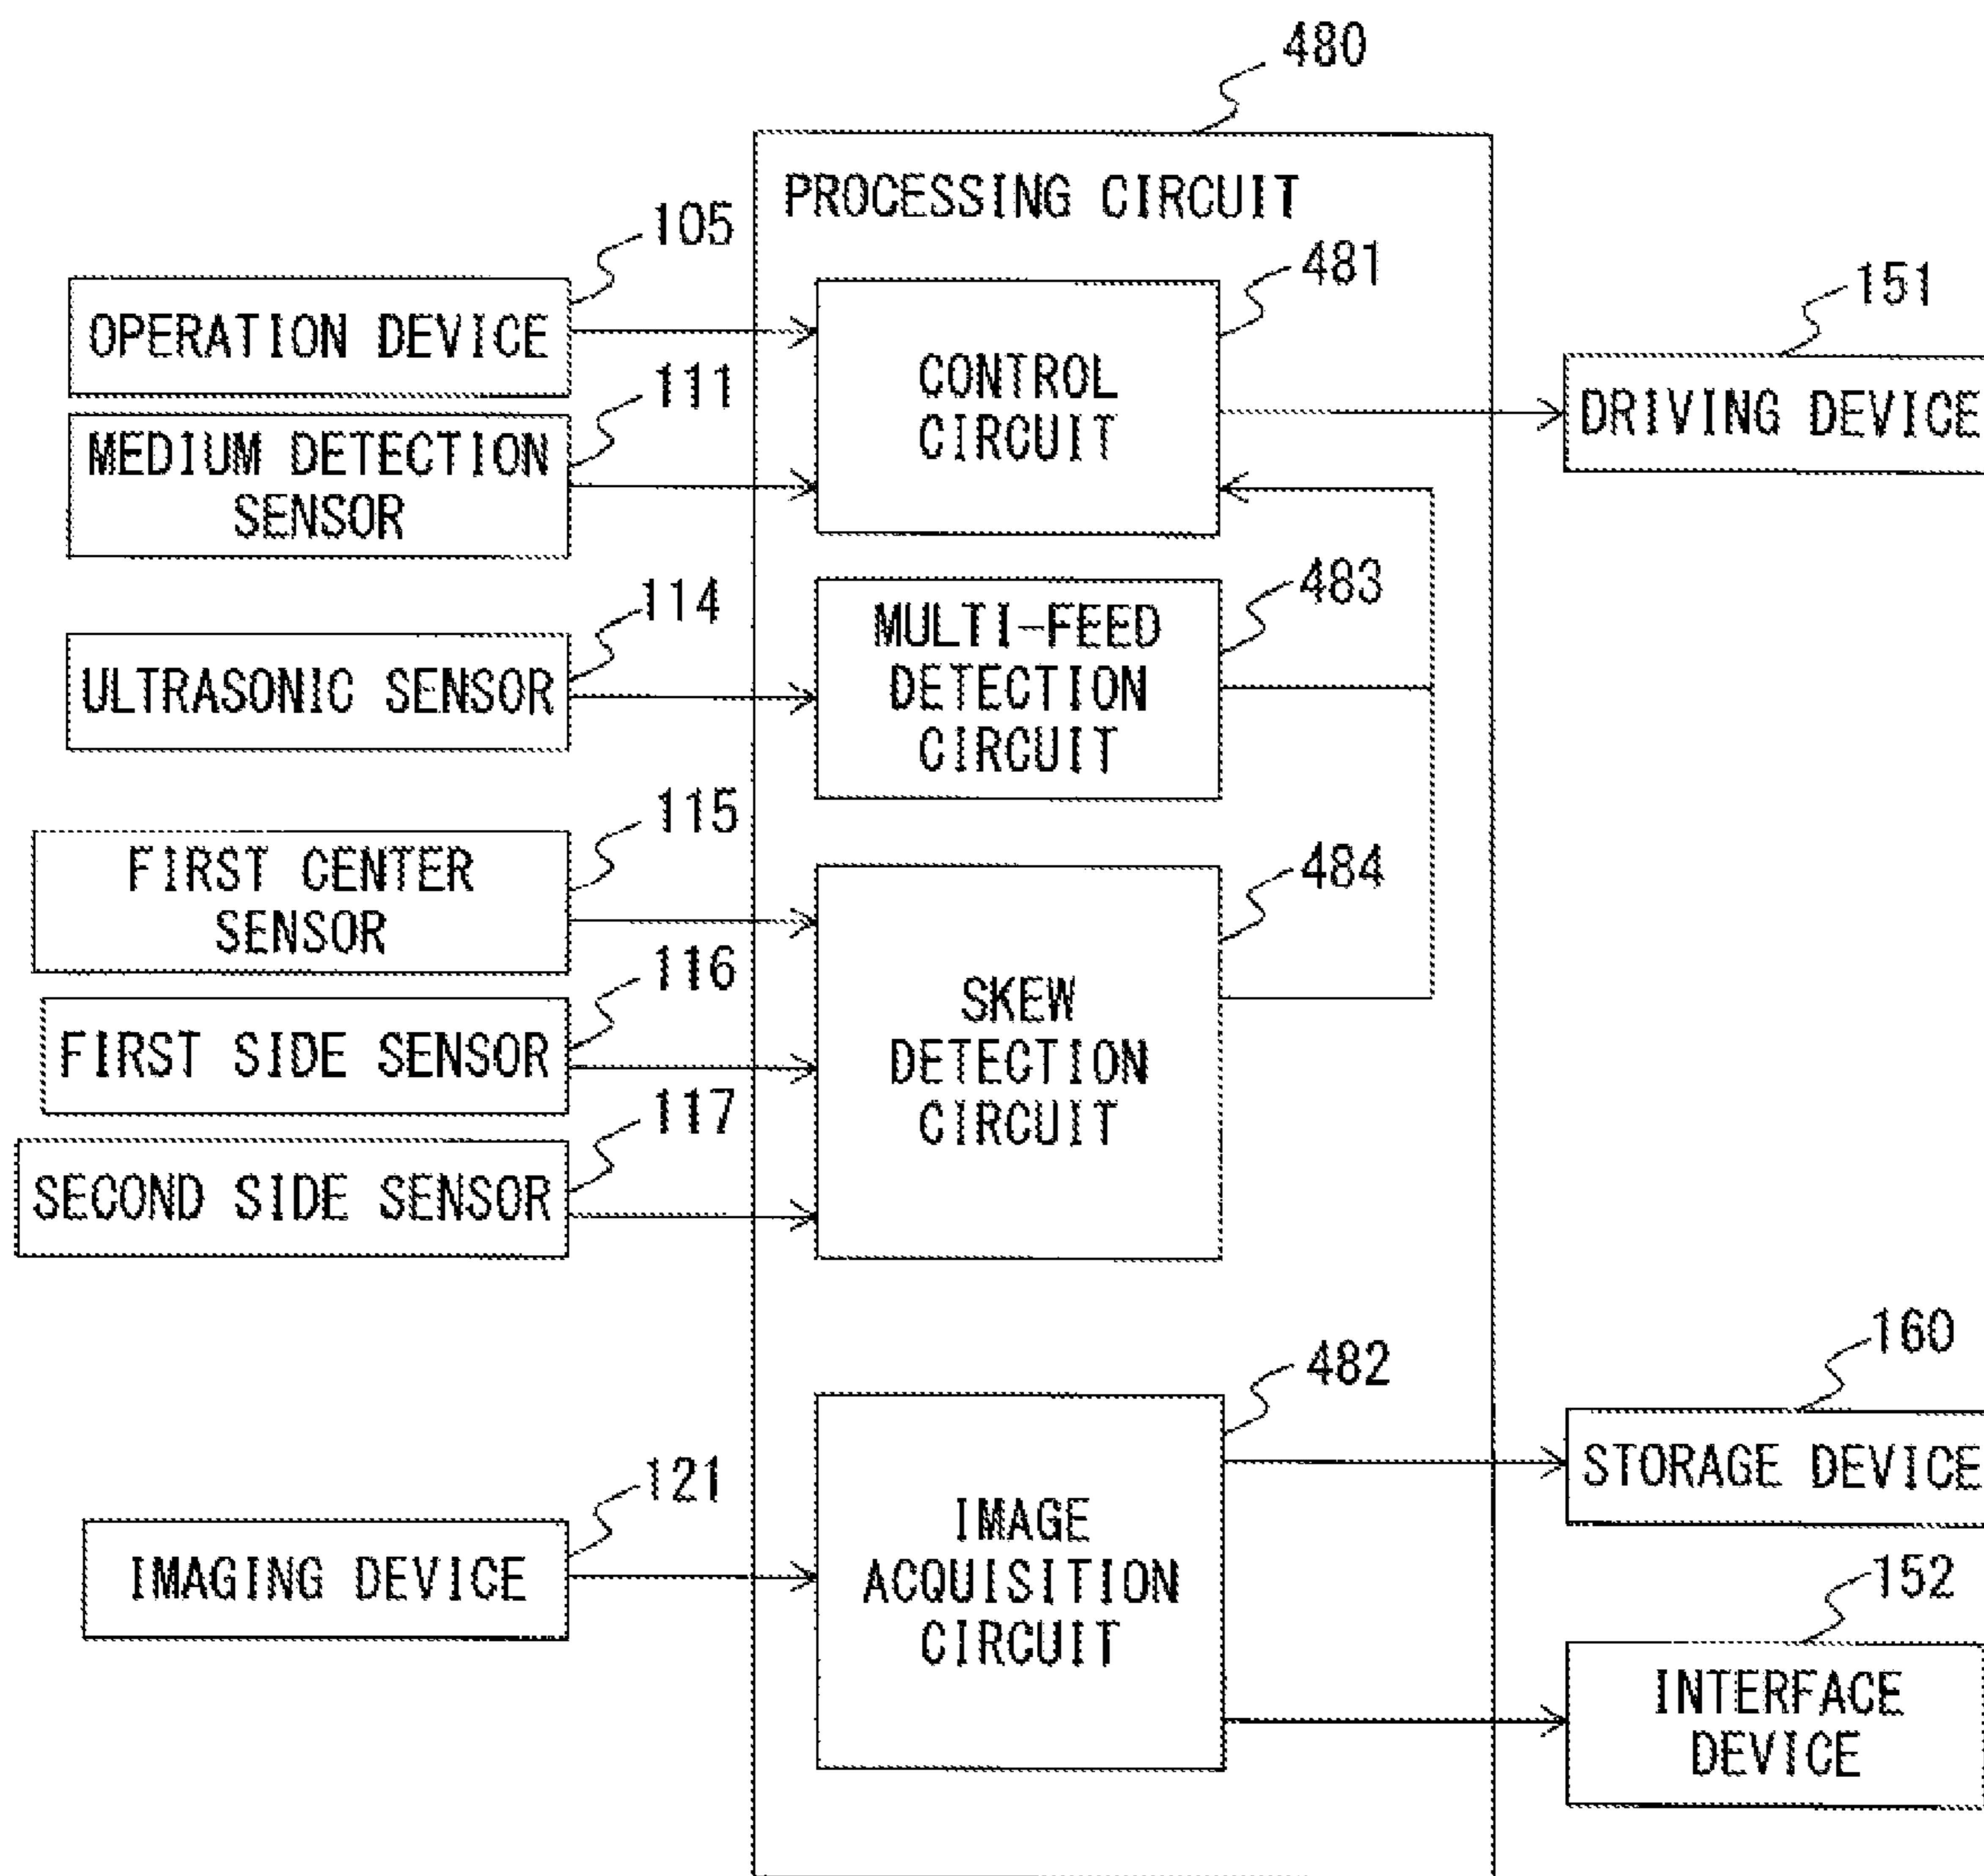 480
PROCESSING CIRCUIT
105
OPERATION DEVICE
481
CONTROL
CIRCUIT
151
DRIVING DEVICE
111
MEDIUM DETECTION
SENSOR
114
ULTRASONIC SENSOR
483
MULTI-FEED
DETECTION
CIRCUIT
115
FIRST CENTER
SENSOR
484
SKEW
DETECTION
CIRCUIT
116
FIRST SIDE SENSOR
117
SECOND SIDE SENSOR
121
IMAGING DEVICE
482
IMAGE
ACQUISITION
CIRCUIT
160
STORAGE DEVICE
152
INTERFACE
DEVICE